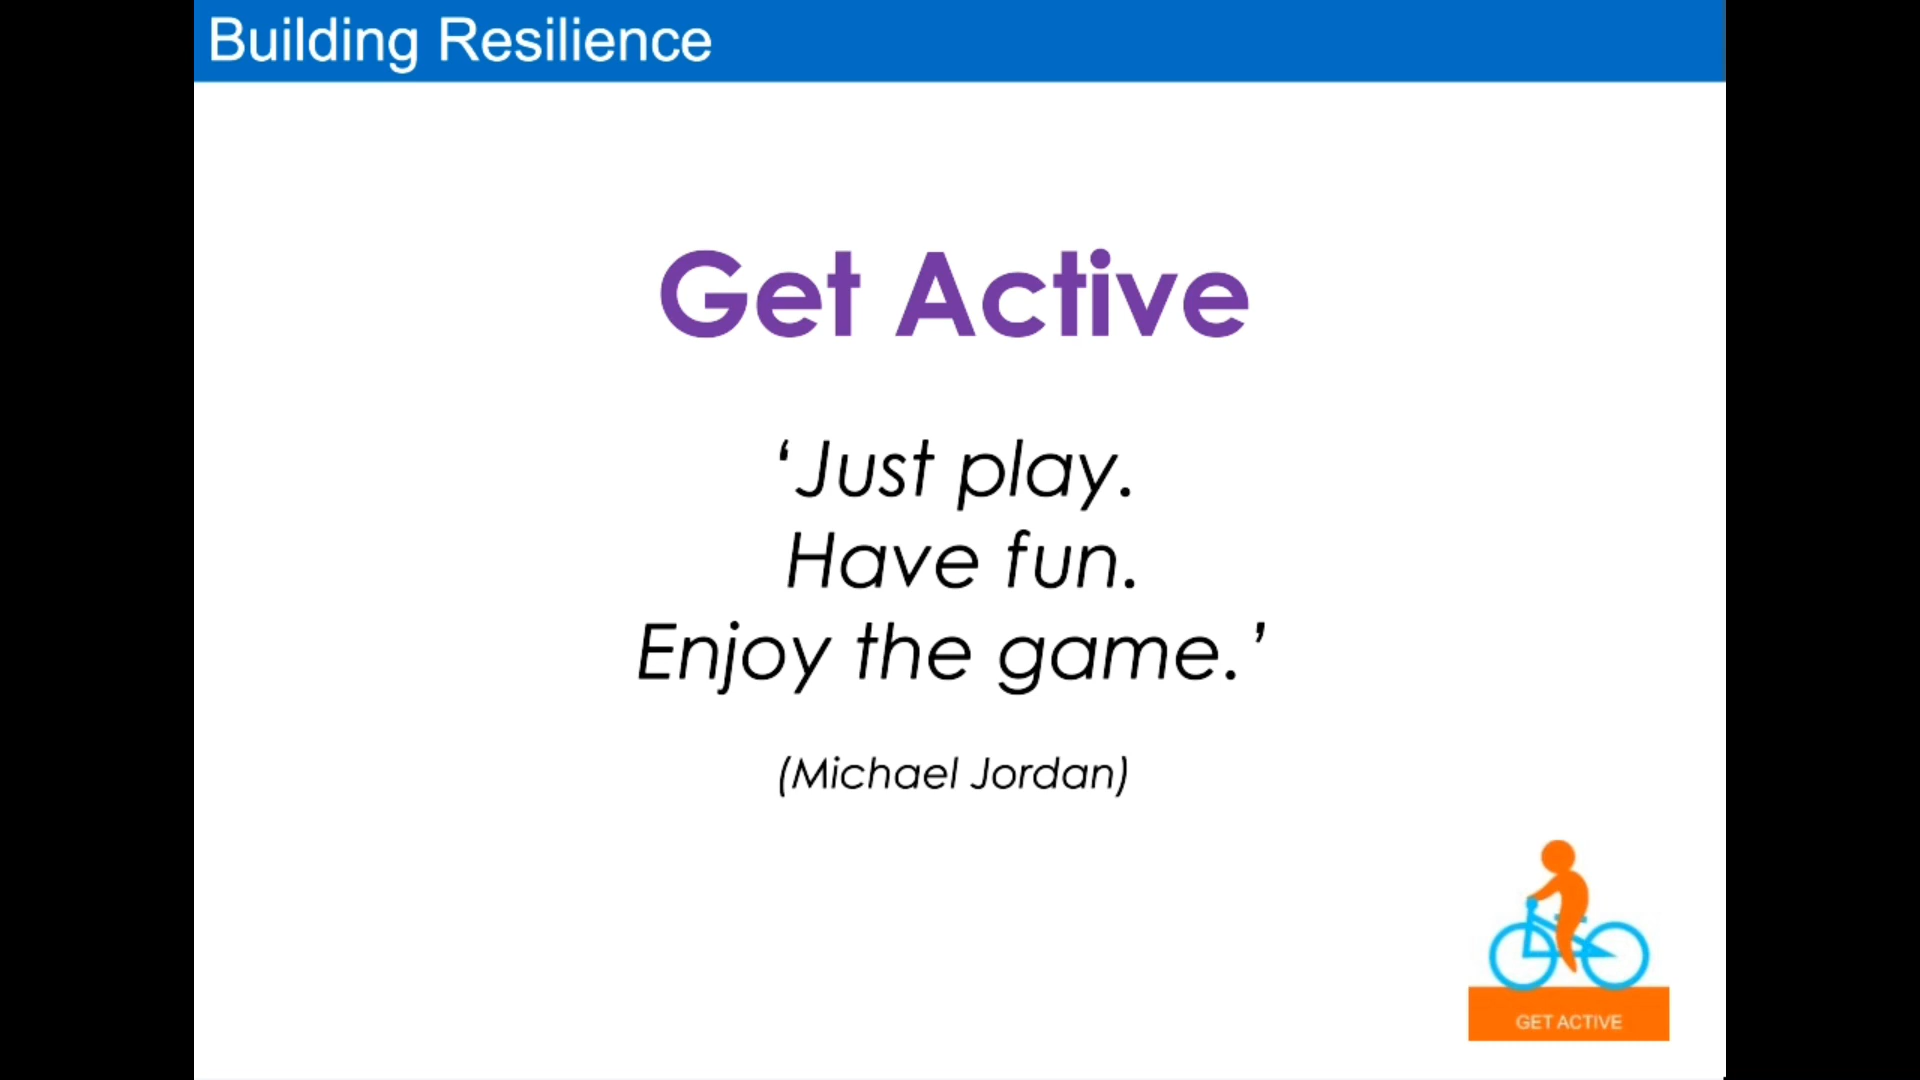 Building Resilience
Get Active
‘Just play.
Have fun.
Enjoy the game.’
(Michael Jordan)
GET ACTIVE